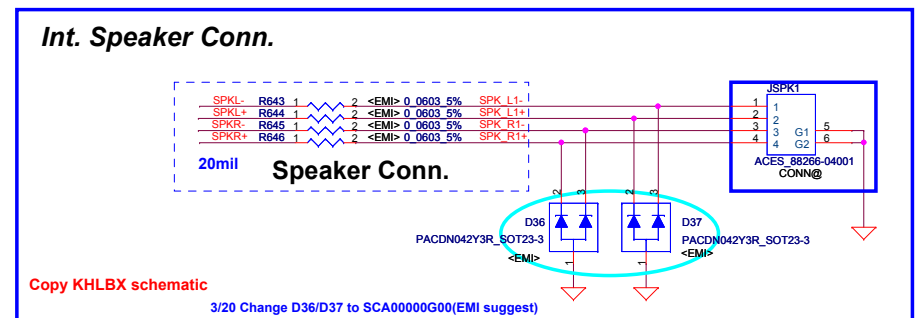 Int. Speaker Conn.
JSPK1
SPKL- R643 1 2 <EMI> 0_0603_5% SPK_L1- 1 1
SPKL+ R644 1 2 <EMI> 0_0603_5% SPK_L1+ 2 2
SPKR- R645 1 2 <EMI> 0_0603_5% SPK_R1- 3 3 G1 5
SPKR+ R646 1 2 <EMI> 0_0603_5% SPK_R1+ 4 4 G2 6
20mil
Speaker Conn.
ACES_88266-04001
CONN@
2 3 2 3
D36 D37
PACDN042Y3R_SOT23-3 PACDN042Y3R_SOT23-3
<EMI> <EMI>
1 1
Copy KHLBX schematic
3/20 Change D36/D37 to SCA00000G00(EMI suggest)